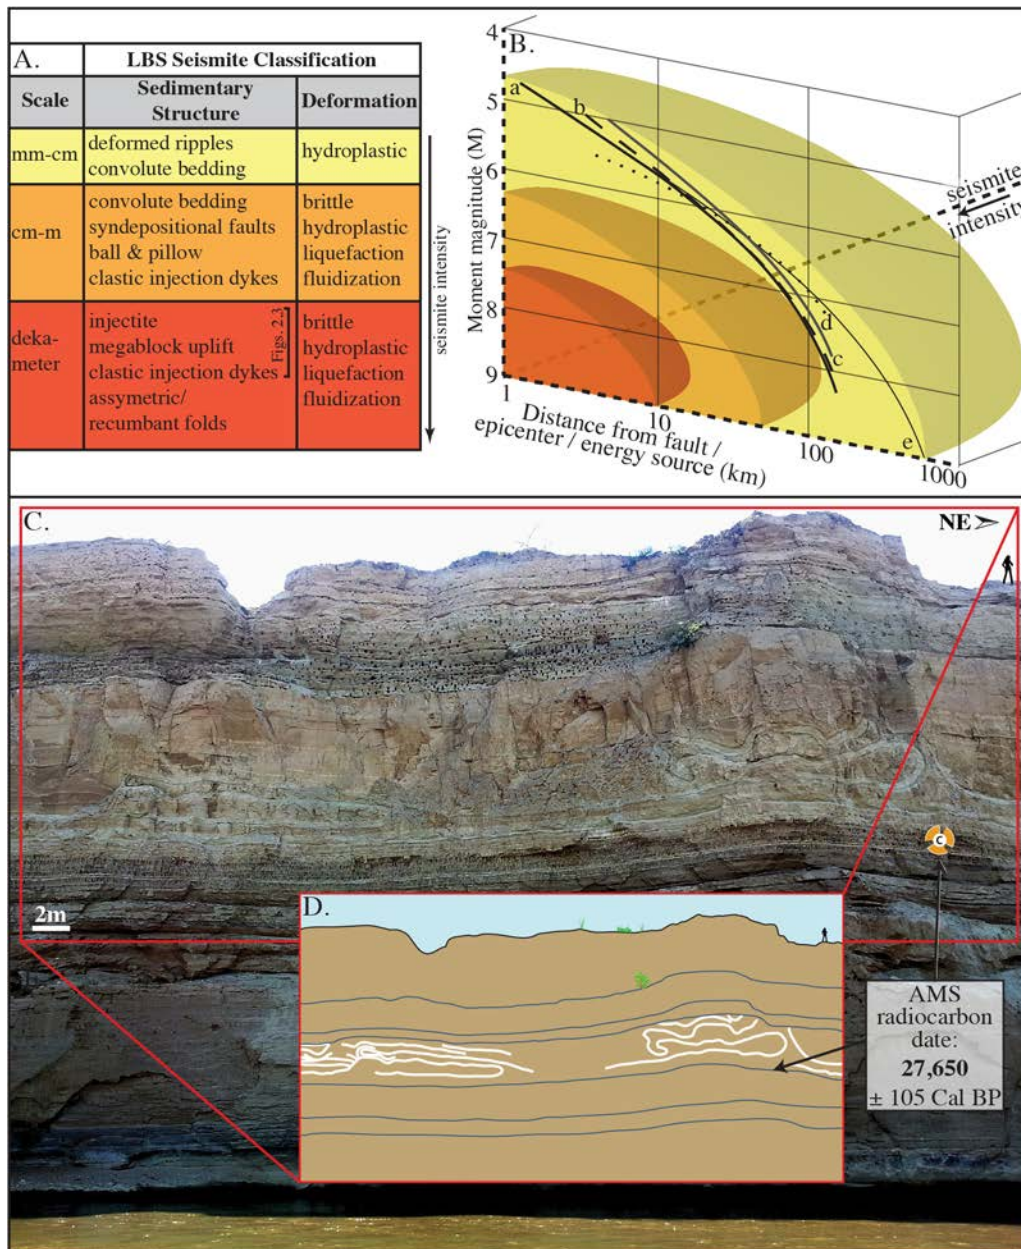 A.
LBS Seismite Classification
Scale
Sedimentary
Structure
Deformation
mm-cm
deformed ripples
convolute bedding
hydroplastic
cm-m
convolute bedding
syndepositional faults
ball & pillow
clastic injection dykes
brittle
hydroplastic
liquefaction
fluidization
deka-
meter
injectite
megablock uplift
clastic injection dykes
assymetric/
recumbant folds
Figs. 2,3
brittle
hydroplastic
liquefaction
fluidization
seismite intensity
B.
Moment magnitude (M)
4
5
6
7
8
9
a
b
c
d
e
seismite
intensity
1
10
100
1000
Distance from fault /
epicenter / energy source (km)
C.
NE
C
2m
D.
AMS
radiocarbon
date:
27,650
± 105 Cal BP